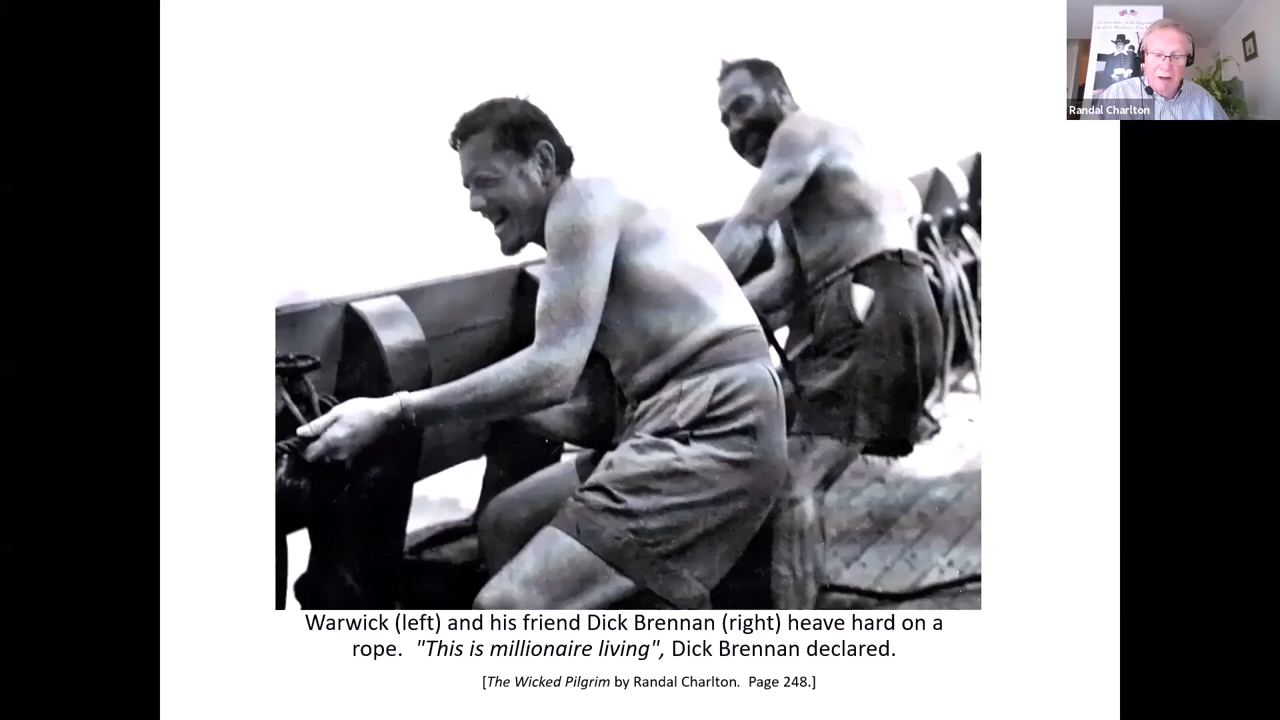 Randal Charlton
Warwick (left) and his friend Dick Brennan (right) heave hard on a
rope. "This is millionaire living", Dick Brennan declared.
[The Wicked Pilgrim by Randal Charlton. Page 248.]